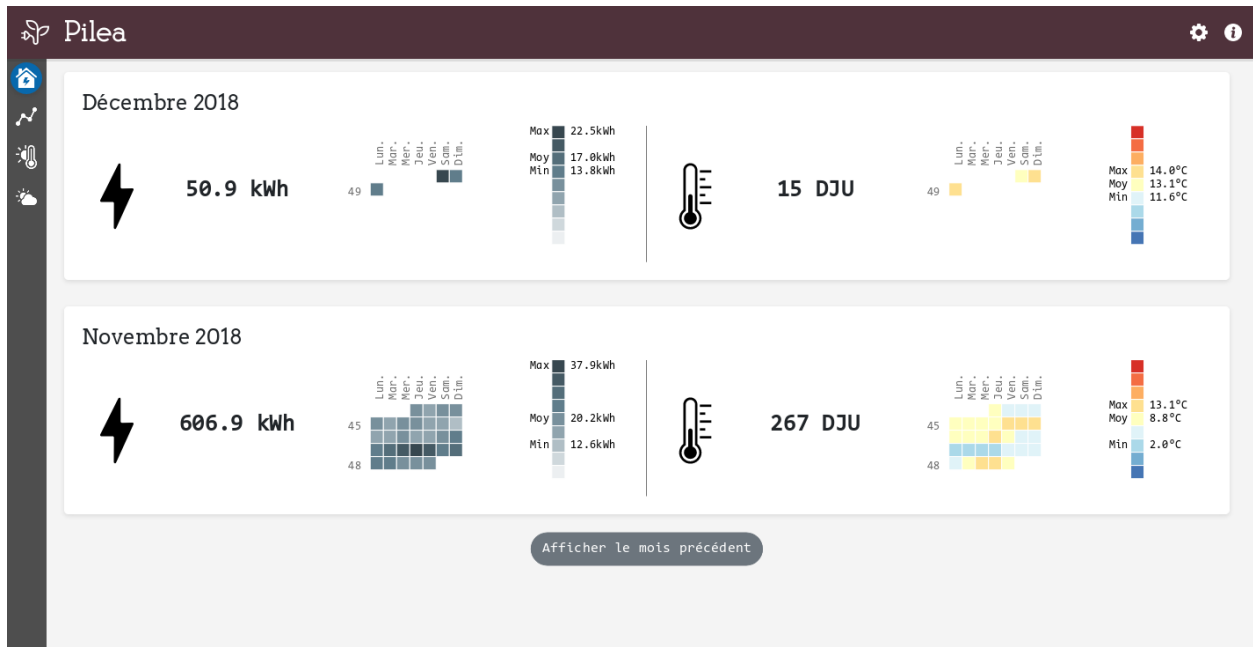 Pilea
Décembre 2018
50.9 kWh
Lun. Mar. Mer. Jeu. Ven. Sam. Dim.
49
Max 22.5kWh
Moy 17.0kWh
Min 13.8kWh
15 DJU
Lun. Mar. Mer. Jeu. Ven. Sam. Dim.
49
Max 14.0°C
Moy 13.1°C
Min 11.6°C
Novembre 2018
606.9 kWh
Lun. Mar. Mer. Jeu. Ven. Sam. Dim.
45
48
Max 37.9kWh
Moy 20.2kWh
Min 12.6kWh
267 DJU
Lun. Mar. Mer. Jeu. Ven. Sam. Dim.
45
48
Max 13.1°C
Moy 8.8°C
Min 2.0°C
Afficher le mois précédent